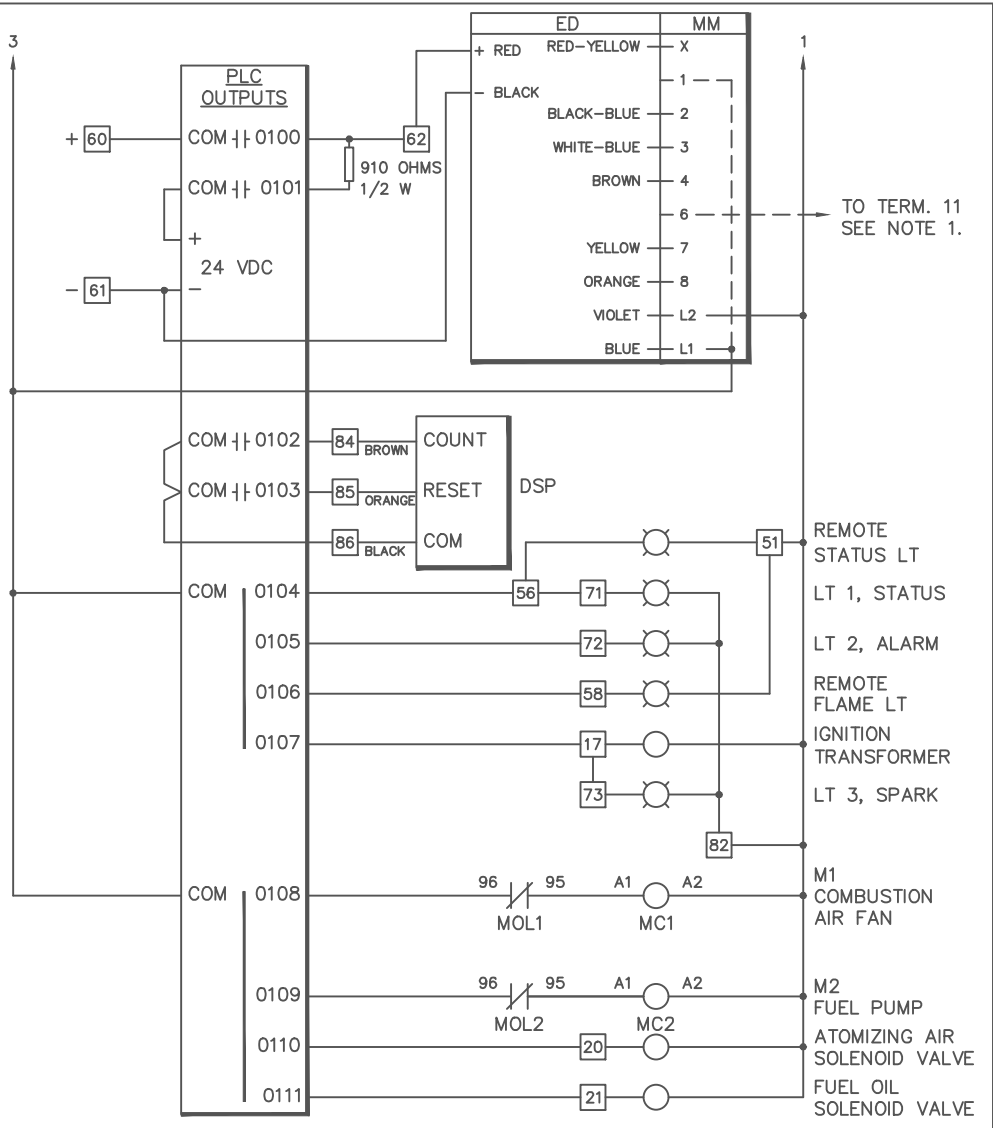 3
1
ED
MM
+ RED
- BLACK
RED-YELLOW X
1
BLACK-BLUE 2
WHITE-BLUE 3
BROWN 4
6
YELLOW 7
ORANGE 8
VIOLET L2
BLUE L1
TO TERM. 11
SEE NOTE 1.
PLC
OUTPUTS
+ 60
COM 0100
62
910 OHMS
1/2 W
COM 0101
+
24 VDC
- 61
-
COM 0102
84
BROWN
COUNT
COM 0103
85
ORANGE
RESET
DSP
86
BLACK
COM
51
REMOTE
STATUS LT
COM 0104
56
71
LT 1, STATUS
0105
72
LT 2, ALARM
0106
58
REMOTE
FLAME LT
0107
17
IGNITION
TRANSFORMER
73
LT 3, SPARK
82
COM 0108
96 95 A1 A2
MOL1 MC1
M1
COMBUSTION
AIR FAN
0109
96 95 A1 A2
MOL2 MC2
M2
FUEL PUMP
0110
20
ATOMIZING AIR
SOLENOID VALVE
0111
21
FUEL OIL
SOLENOID VALVE